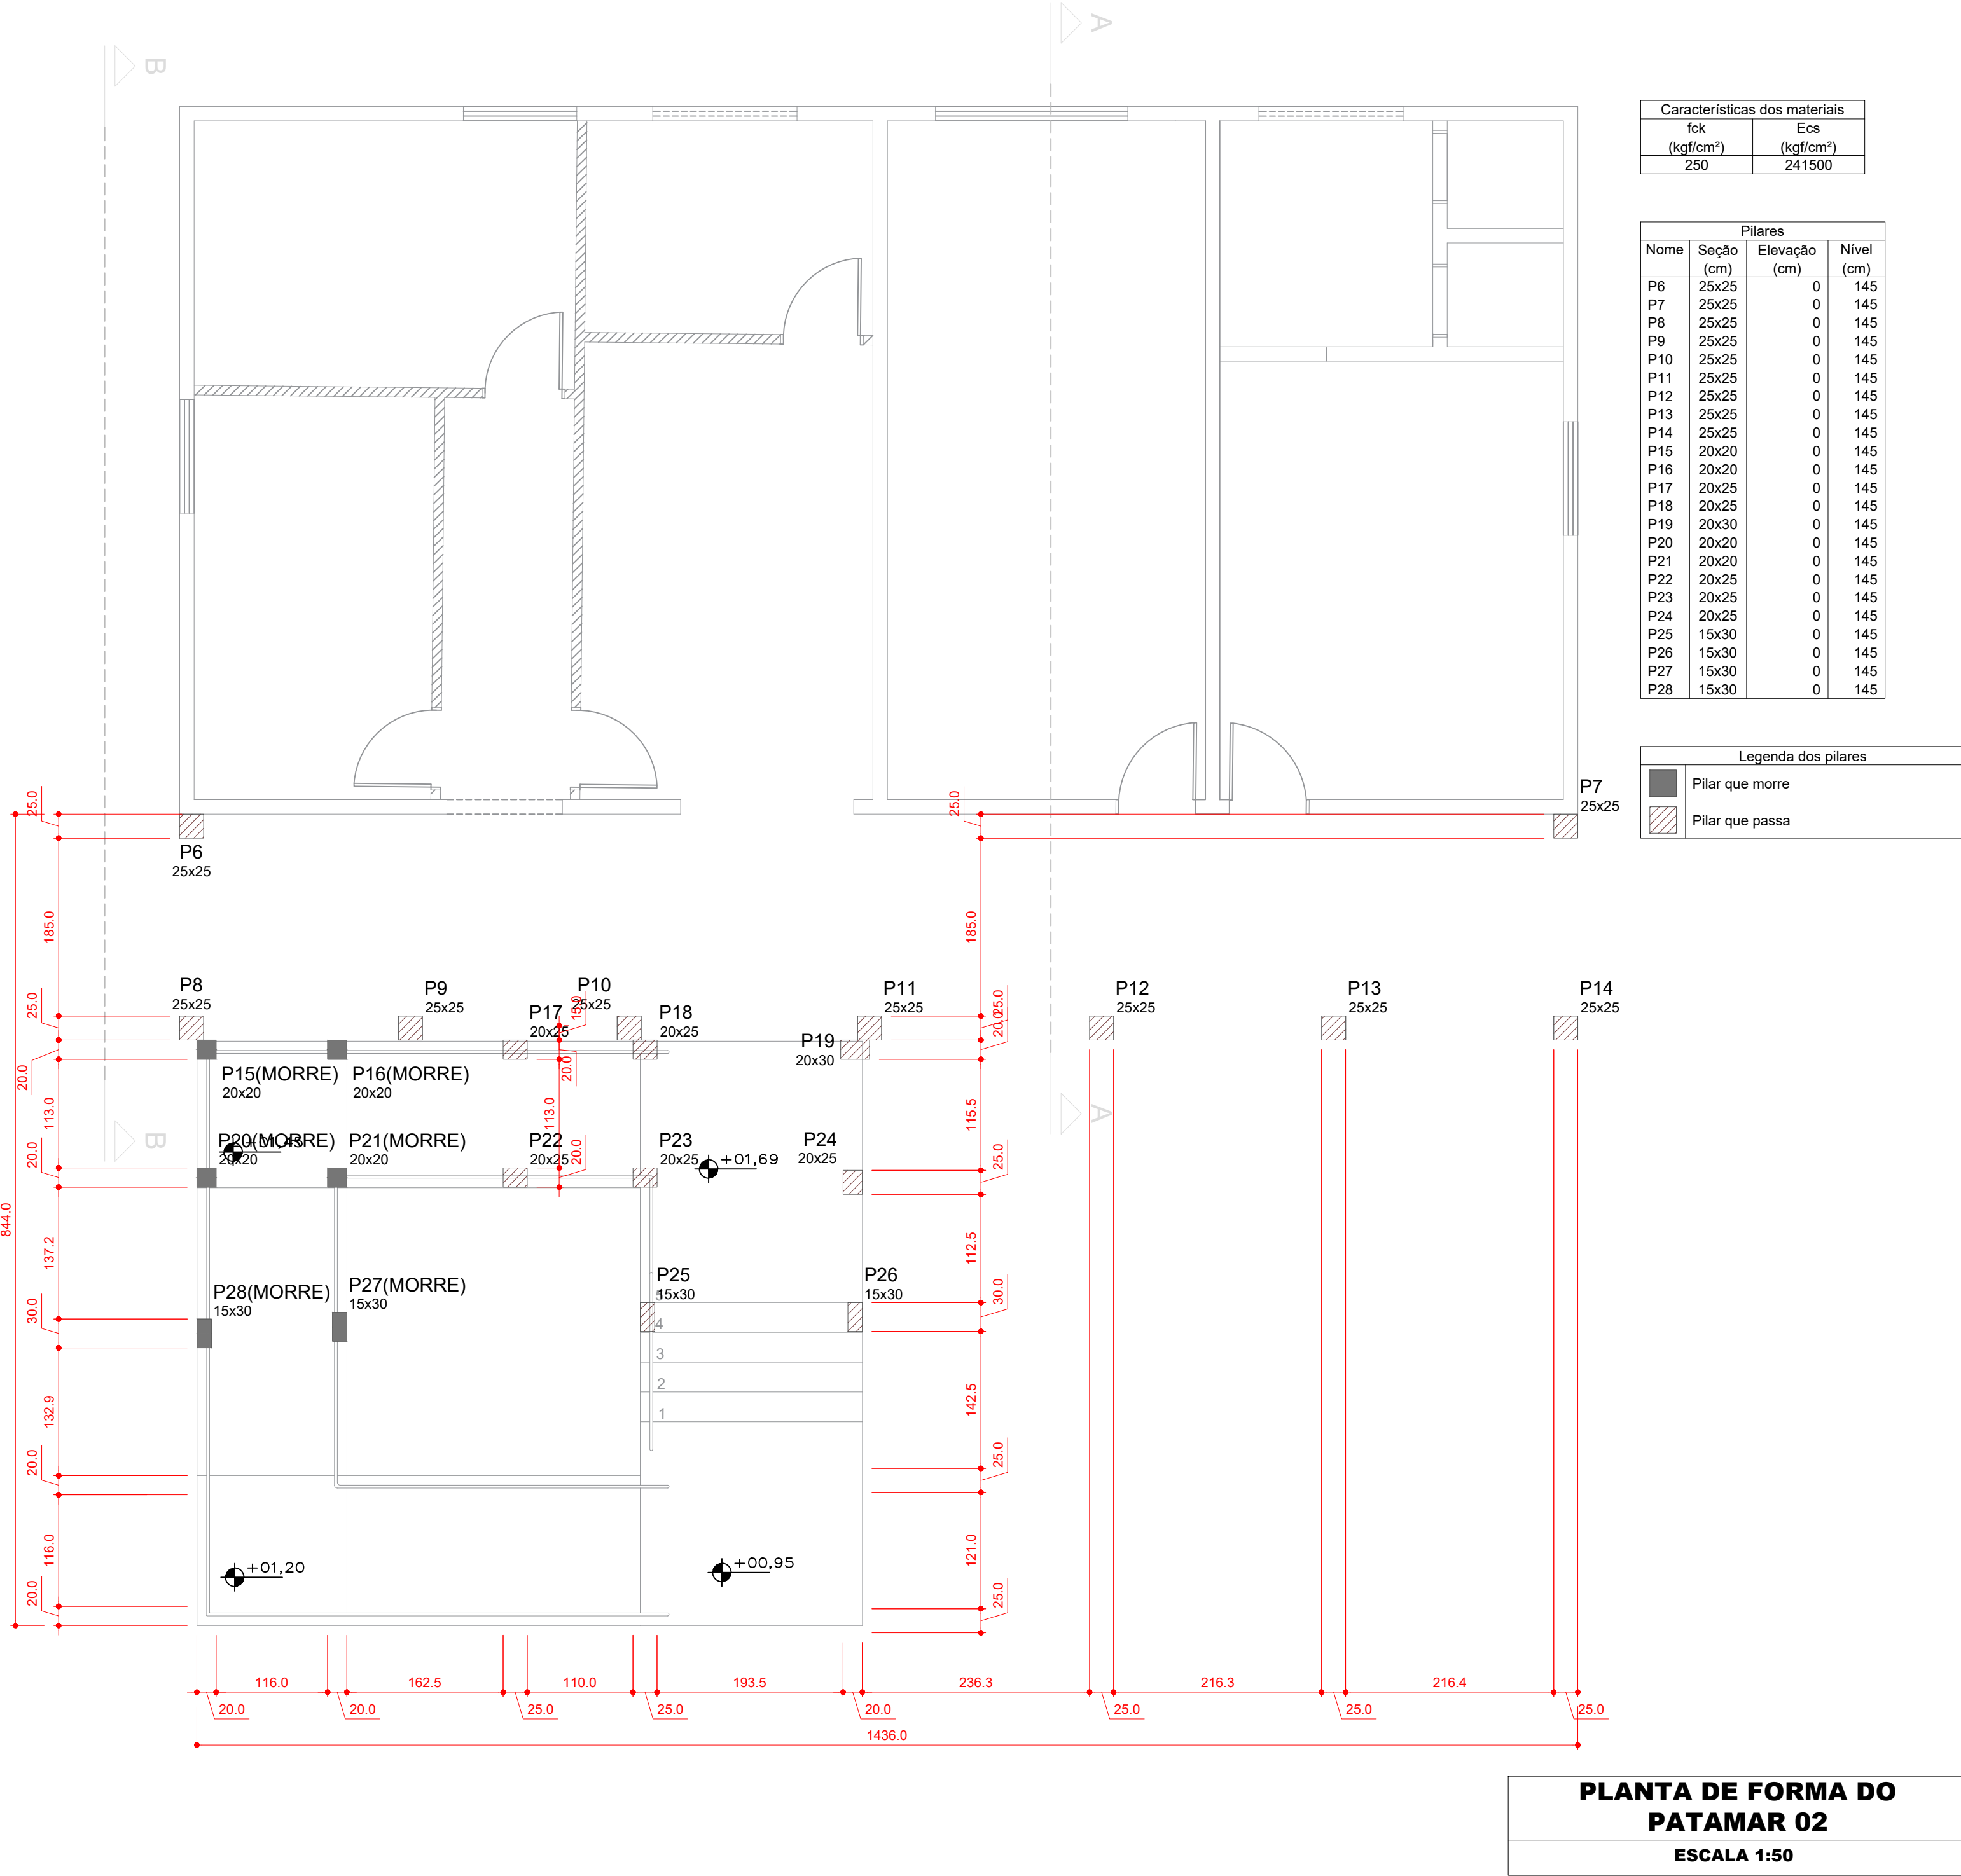 A
B
Características dos materiais
fck Ecs
(kgf/cm²) (kgf/cm²)
250 241500
Pilares
Nome Seção Elevação Nível
(cm) (cm) (cm)
P6 25x25 0 145
P7 25x25 0 145
P8 25x25 0 145
P9 25x25 0 145
P10 25x25 0 145
P11 25x25 0 145
P12 25x25 0 145
P13 25x25 0 145
P14 25x25 0 145
P15 20x20 0 145
P16 20x20 0 145
P17 20x25 0 145
P18 20x25 0 145
P19 20x30 0 145
P20 20x20 0 145
P21 20x20 0 145
P22 20x25 0 145
P23 20x25 0 145
P24 20x25 0 145
P25 15x30 0 145
P26 15x30 0 145
P27 15x30 0 145
P28 15x30 0 145
Legenda dos pilares
Pilar que morre
Pilar que passa
P7
25x25
25.0
25.0
P6
25x25
185.0
185.0
P8
25x25
P9
25x25
P10
25x25
P11
25x25
P12
25x25
P13
25x25
P14
25x25
25.0
15.0
25.0
20.0
P17
20x25
P18
20x25
P19
20x30
20.0
20.0
P15(MORRE)
20x20
P16(MORRE)
20x20
113.0
113.0
115.5
A
B
P20(MORRE)
20x20
+01,45
P21(MORRE)
20x20
P22
20x25
P23
20x25
+01,69
P24
20x25
20.0
20.0
25.0
844.0
137.2
112.5
P28(MORRE)
15x30
P27(MORRE)
15x30
P25
15x30
P26
15x30
30.0
30.0
5
4
3
2
1
132.9
142.5
20.0
25.0
116.0
121.0
+01,20
+00,95
20.0
25.0
116.0 162.5 110.0 193.5 236.3 216.3 216.4
20.0 20.0 25.0 25.0 20.0 25.0 25.0 25.0
1436.0
PLANTA DE FORMA DO
PATAMAR 02
ESCALA 1:50